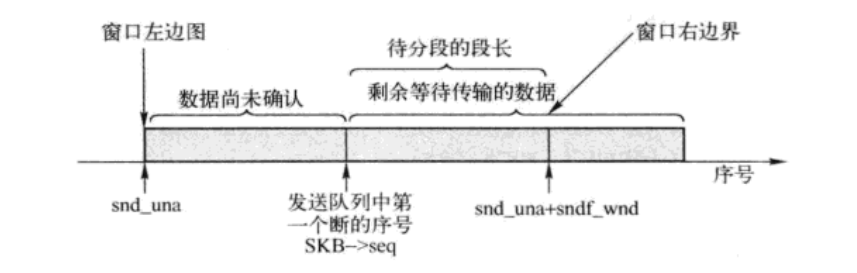 窗口左边图
窗口右边界
待分段的段长
数据尚未确认
剩余等待传输的数据
序号
snd_una
发送队列中第
一个断的序号
SKB-->seq
snd_una+sndf_wnd